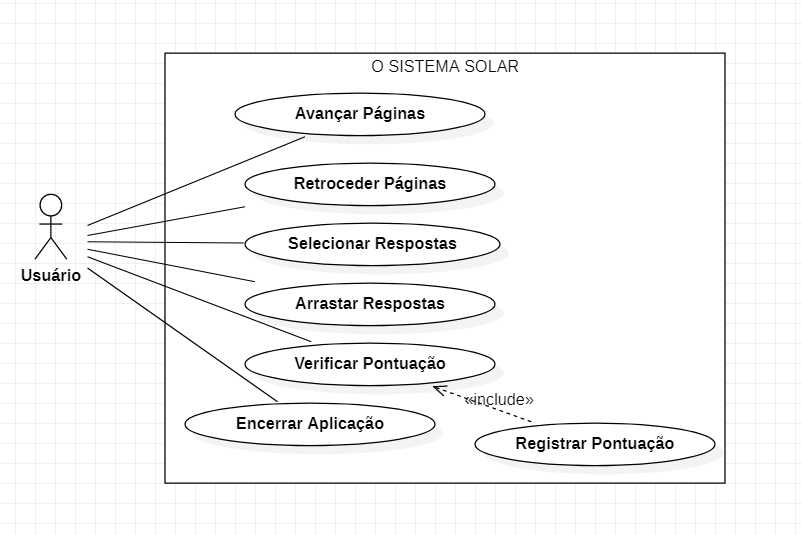 O SISTEMA SOLAR
Avançar Páginas
Retroceder Páginas
Selecionar Respostas
Usuário
Arrastar Respostas
Verificar Pontuação
«include»
Encerrar Aplicação
Registrar Pontuação